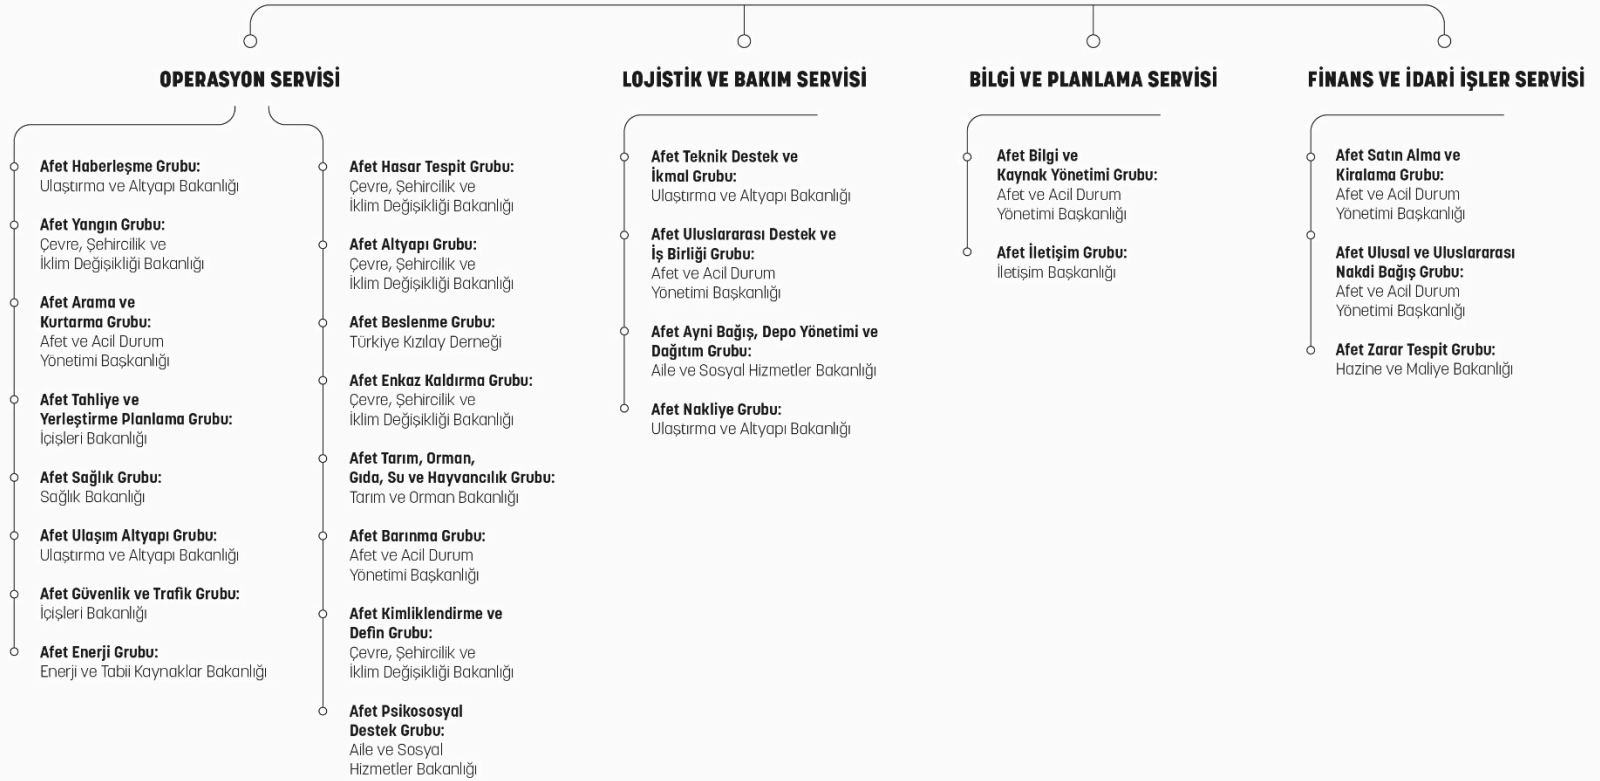 OPERASYON SERVİSİ
Afet Haberleşme Grubu:
Ulaştırma ve Altyapı Bakanlığı
Afet Yangın Grubu:
Çevre, Şehircilik ve
İklim Değişikliği Bakanlığı
Afet Arama ve
Kurtarma Grubu:
Afet ve Acil Durum
Yönetimi Başkanlığı
Afet Tahliye ve
Yerleştirme Planlama Grubu:
İçişleri Bakanlığı
Afet Sağlık Grubu:
Sağlık Bakanlığı
Afet Ulaşım Altyapı Grubu:
Ulaştırma ve Altyapı Bakanlığı
Afet Güvenlik ve Trafik Grubu:
İçişleri Bakanlığı
Afet Enerji Grubu:
Enerji ve Tabii Kaynaklar Bakanlığı
Afet Hasar Tespit Grubu:
Çevre, Şehircilik ve
İklim Değişikliği Bakanlığı
Afet Altyapı Grubu:
Çevre, Şehircilik ve
İklim Değişikliği Bakanlığı
Afet Beslenme Grubu:
Türkiye Kızılay Derneği
Afet Enkaz Kaldırma Grubu:
Çevre, Şehircilik ve
İklim Değişikliği Bakanlığı
Afet Tarım, Orman,
Gıda, Su ve Hayvancılık Grubu:
Tarım ve Orman Bakanlığı
Afet Barınma Grubu:
Afet ve Acil Durum
Yönetimi Başkanlığı
Afet Kimliklendirme ve
Defin Grubu:
Çevre, Şehircilik ve
İklim Değişikliği Bakanlığı
Afet Psikososyal
Destek Grubu:
Aile ve Sosyal
Hizmetler Bakanlığı
LOJİSTİK VE BAKIM SERVİSİ
Afet Teknik Destek ve
İkmal Grubu:
Ulaştırma ve Altyapı Bakanlığı
Afet Uluslararası Destek ve
İş Birliği Grubu:
Afet ve Acil Durum
Yönetimi Başkanlığı
Afet Ayni Bağış, Depo Yönetimi ve
Dağıtım Grubu:
Aile ve Sosyal Hizmetler Bakanlığı
Afet Nakliye Grubu:
Ulaştırma ve Altyapı Bakanlığı
BİLGİ VE PLANLAMA SERVİSİ
Afet Bilgi ve
Kaynak Yönetimi Grubu:
Afet ve Acil Durum
Yönetimi Başkanlığı
Afet İletişim Grubu:
İletişim Başkanlığı
FİNANS VE İDARİ İŞLER SERVİSİ
Afet Satın Alma ve
Kiralama Grubu:
Afet ve Acil Durum
Yönetimi Başkanlığı
Afet Ulusal ve Uluslararası
Nakdi Bağış Grubu:
Afet ve Acil Durum
Yönetimi Başkanlığı
Afet Zarar Tespit Grubu:
Hazine ve Maliye Bakanlığı